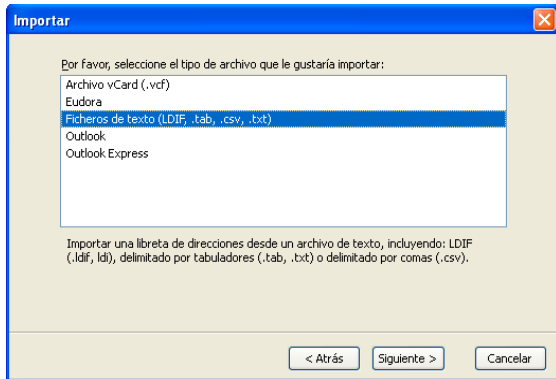 Importar
Por favor, seleccione el tipo de archivo que le gustaría importar:
Archivo vCard (.vcf)
Eudora
Ficheros de texto (LDIF, .tab, .csv, .txt)
Outlook
Outlook Express
Importar una libreta de direcciones desde un archivo de texto, incluyendo: LDIF
(.ldif, ldi), delimitado por tabuladores (.tab, .txt) o delimitado por comas (.csv).
< Atrás
Siguiente >
Cancelar